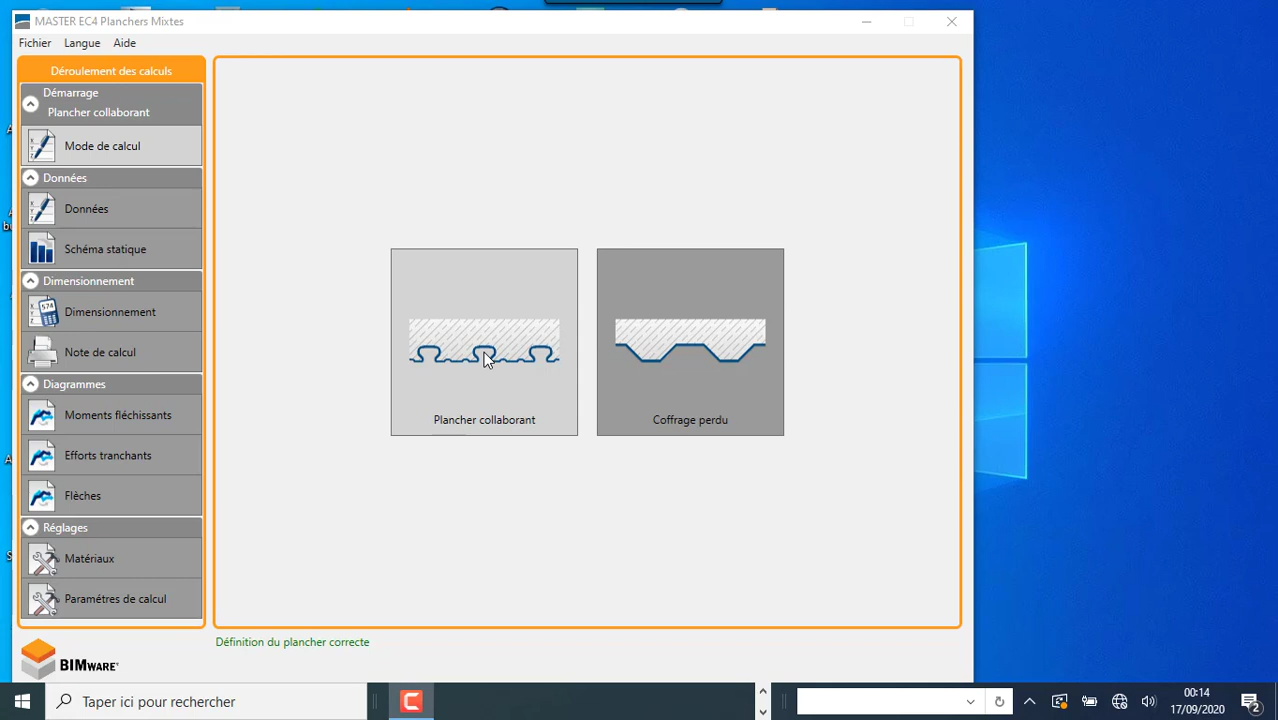 MASTER EC4 Planchers Mixtes
Fichier Langue Aide
Déroulement des calculs
Démarrage
Plancher collaborant
Mode de calcul
Données
Données
Schéma statique
Dimensionnement
Dimensionnement
Note de calcul
Diagrammes
Moments fléchissants
Efforts tranchants
Flèches
Réglages
Matériaux
Paramétres de calcul
Plancher collaborant
Coffrage perdu
Définition du plancher correcte
BIMware
Taper ici pour rechercher
00:14
17/09/2020
2